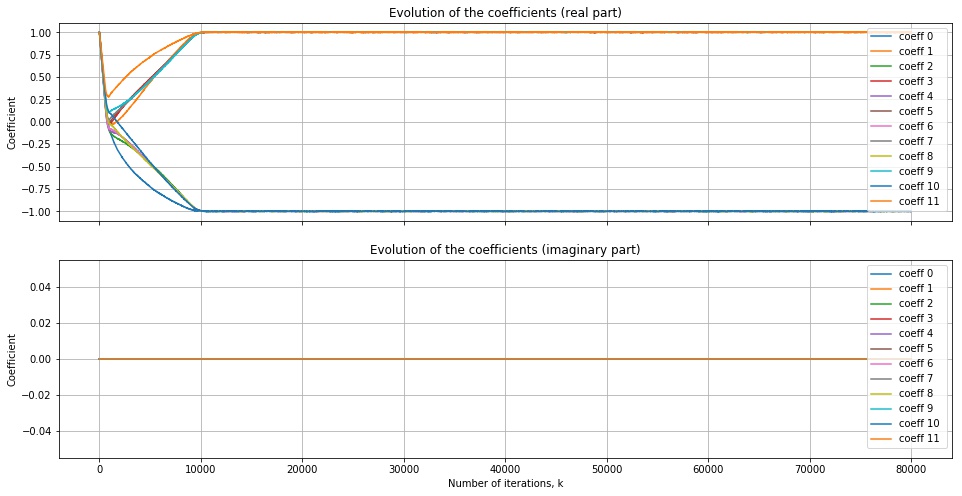 Evolution of the coefficients (real part)
1.00
0.75
0.50
0.25
0.00
−0.25
−0.50
−0.75
−1.00
Coefficient
coeff 0
coeff 1
coeff 2
coeff 3
coeff 4
coeff 5
coeff 6
coeff 7
coeff 8
coeff 9
coeff 10
coeff 11
Evolution of the coefficients (imaginary part)
0.04
0.02
0.00
−0.02
−0.04
Coefficient
coeff 0
coeff 1
coeff 2
coeff 3
coeff 4
coeff 5
coeff 6
coeff 7
coeff 8
coeff 9
coeff 10
coeff 11
0 10000 20000 30000 40000 50000 60000 70000 80000
Number of iterations, k